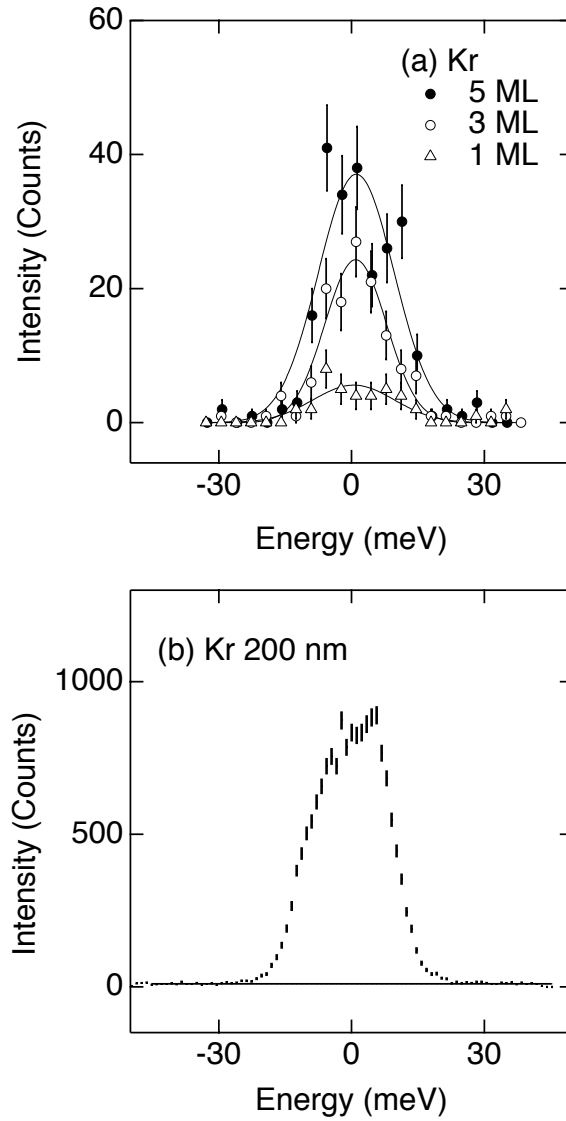 60
40
20
0
Intensity (Counts)
(a) Kr
5 ML
3 ML
1 ML
-30 0 30
Energy (meV)
(b) Kr 200 nm
1000
500
0
Intensity (Counts)
-30 0 30
Energy (meV)